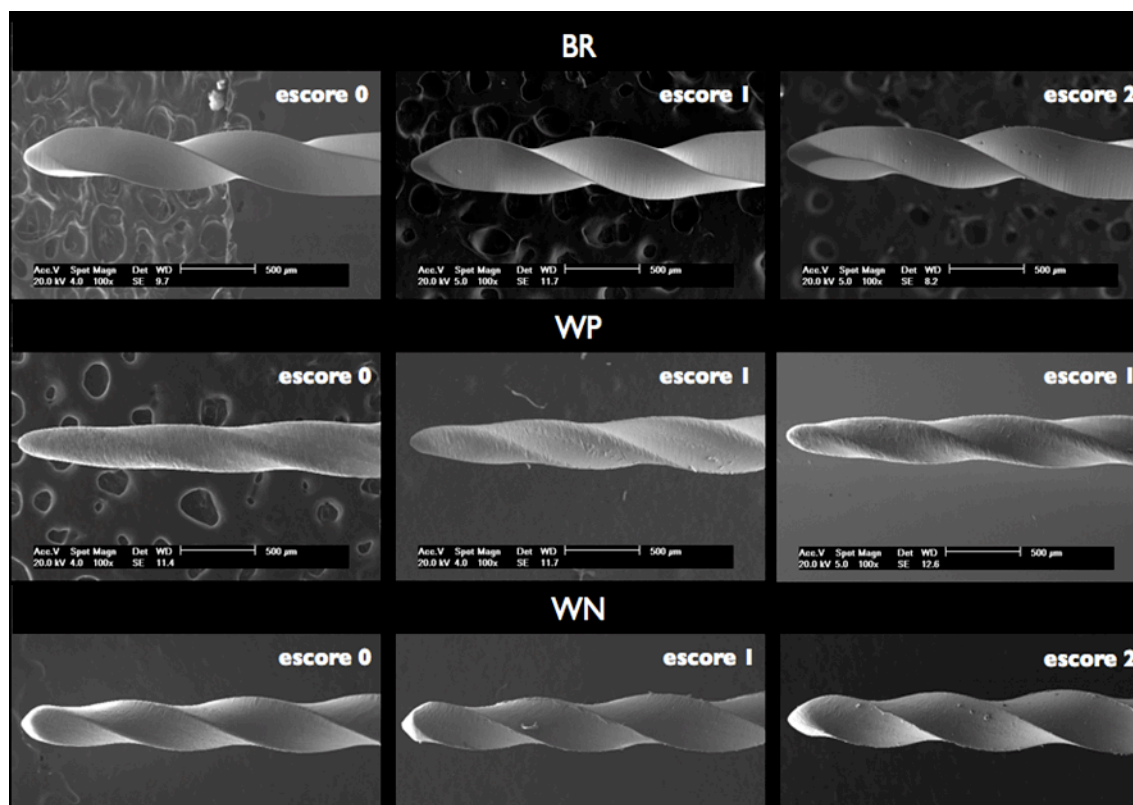 BR
escore 0
escore 1
escore 2
Acc.V Spot Magn Det WD 500 µm
20.0 kV 4.0 100x SE 9.7
Acc.V Spot Magn Det WD 500 µm
20.0 kV 5.0 100x SE 11.7
Acc.V Spot Magn Det WD 500 µm
20.0 kV 5.0 100x SE 8.2
WP
escore 0
escore 1
escore 1
Acc.V Spot Magn Det WD 500 µm
20.0 kV 4.0 100x SE 11.4
Acc.V Spot Magn Det WD 500 µm
20.0 kV 4.0 100x SE 11.7
Acc.V Spot Magn Det WD 500 µm
20.0 kV 5.0 100x SE 12.6
WN
escore 0
escore 1
escore 2